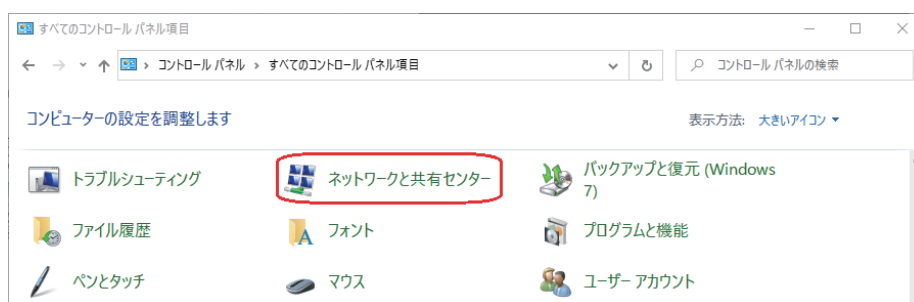 すべてのコントロール パネル項目
コントロール パネル › すべてのコントロール パネル項目
コントロール パネルの検索
コンピューターの設定を調整します
表示方法: 大きいアイコン
トラブルシューティング
ネットワークと共有センター
バックアップと復元 (Windows
7)
ファイル履歴
フォント
プログラムと機能
ペンとタッチ
マウス
ユーザー アカウント